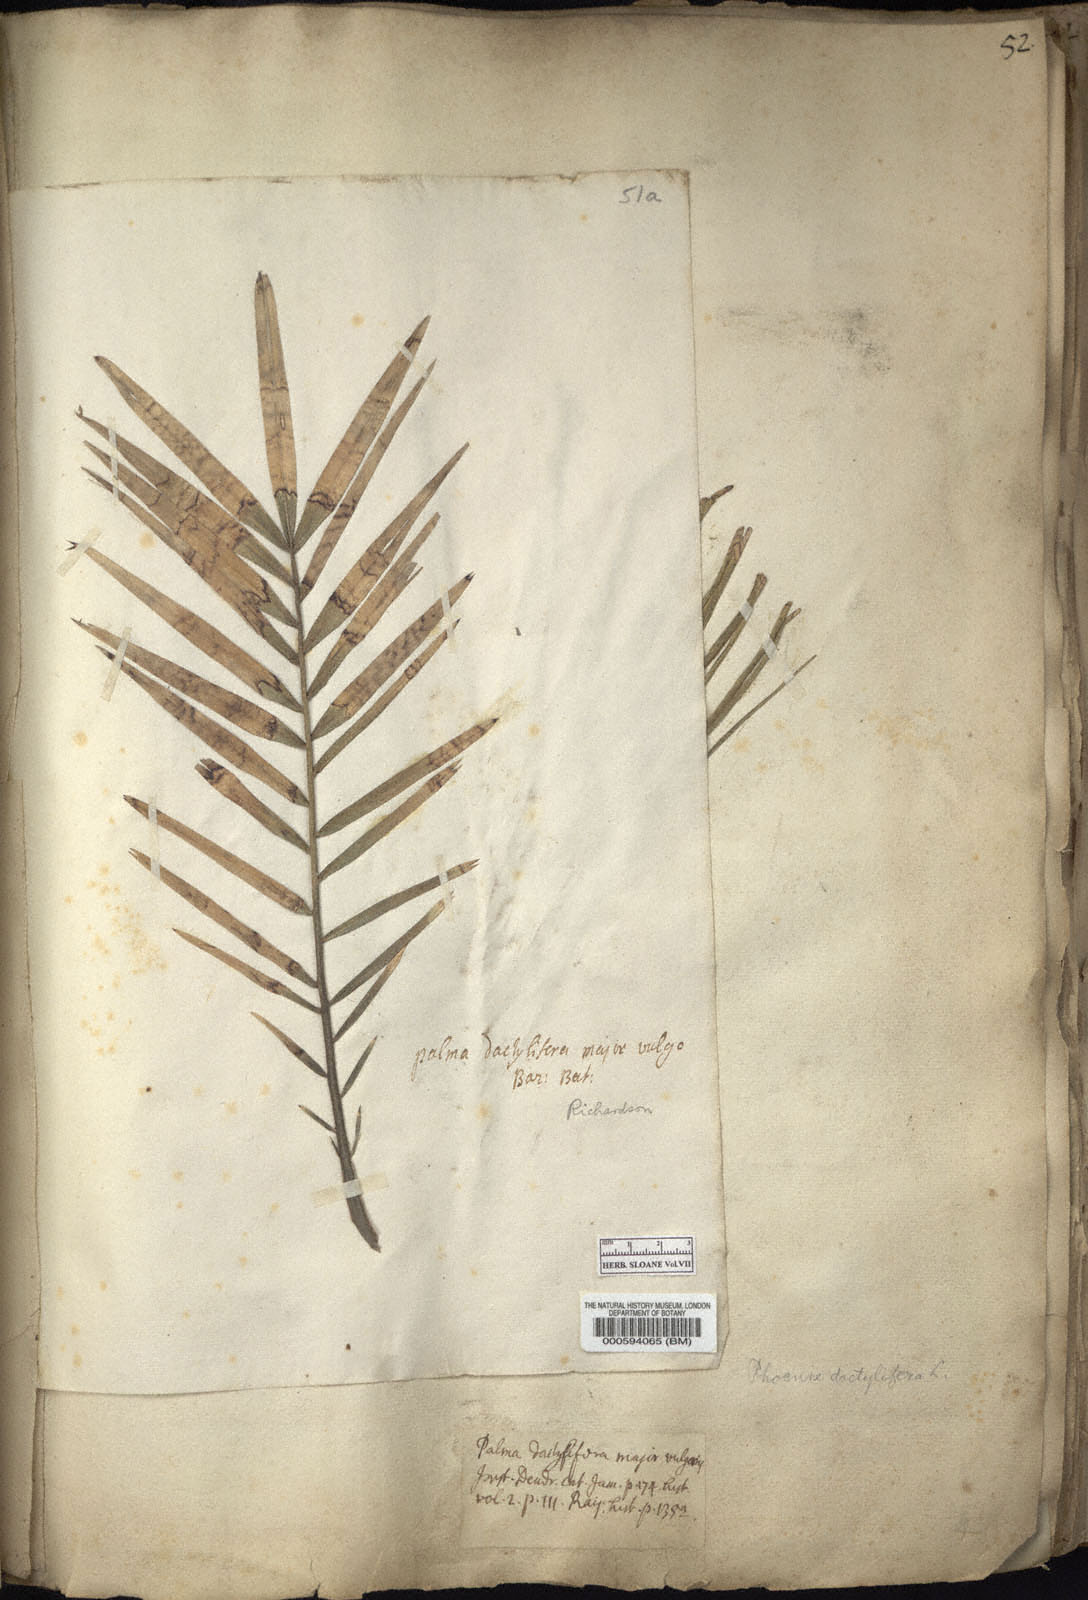 52
51a
palma dactylifera major vulgo
Bar: Bat:
Richardson
mm 1 2 3
HERB. SLOANE Vol.VII
THE NATURAL HISTORY MUSEUM, LONDON
DEPARTMENT OF BOTANY
000594065 (BM)
Phoenix dactylifera L.
Palma dactylifera major vulgaris
Jonst. Dendr. Cat. Jam. p. 174. hist.
vol. 2. p. 111. Raij. hist. p. 1352.